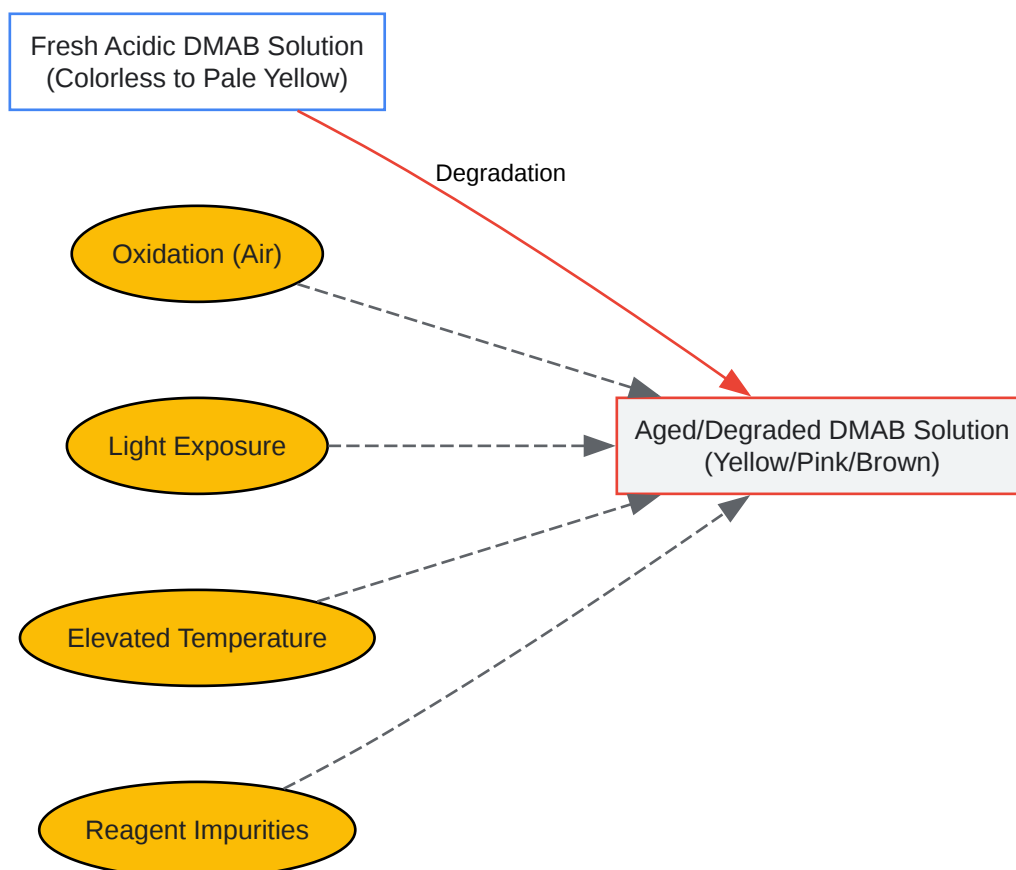 Fresh Acidic DMAB Solution
(Colorless to Pale Yellow)
Degradation
Oxidation (Air)
Light Exposure
Aged/Degraded DMAB Solution
(Yellow/Pink/Brown)
Elevated Temperature
Reagent Impurities